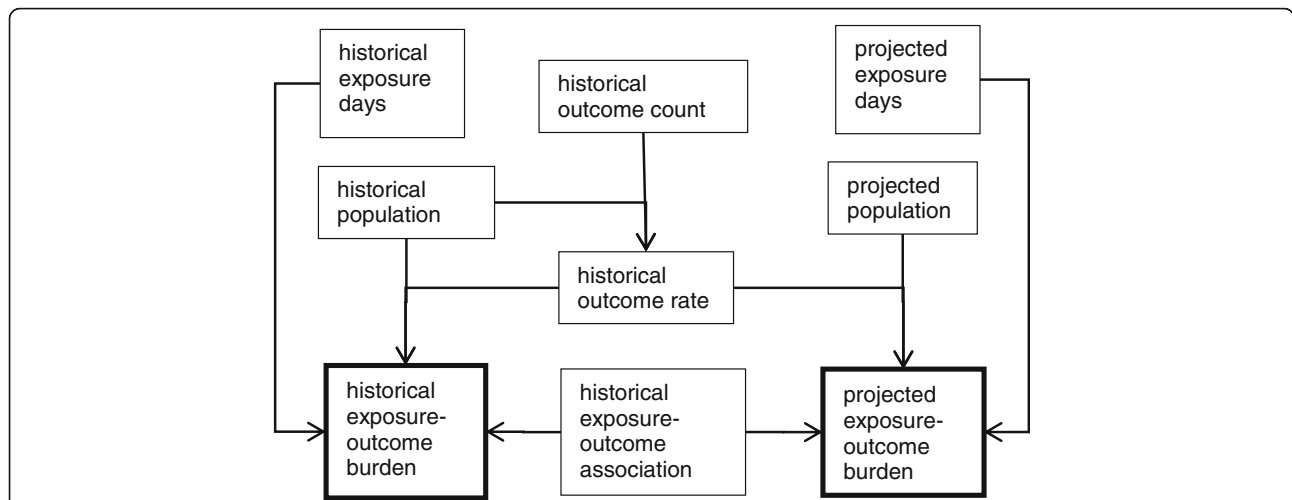 historical
exposure
days
historical
outcome count
projected
exposure
days
historical
population
projected
population
historical
outcome rate
historical
exposure-
outcome
burden
historical
exposure-
outcome
association
projected
exposure-
outcome
burden